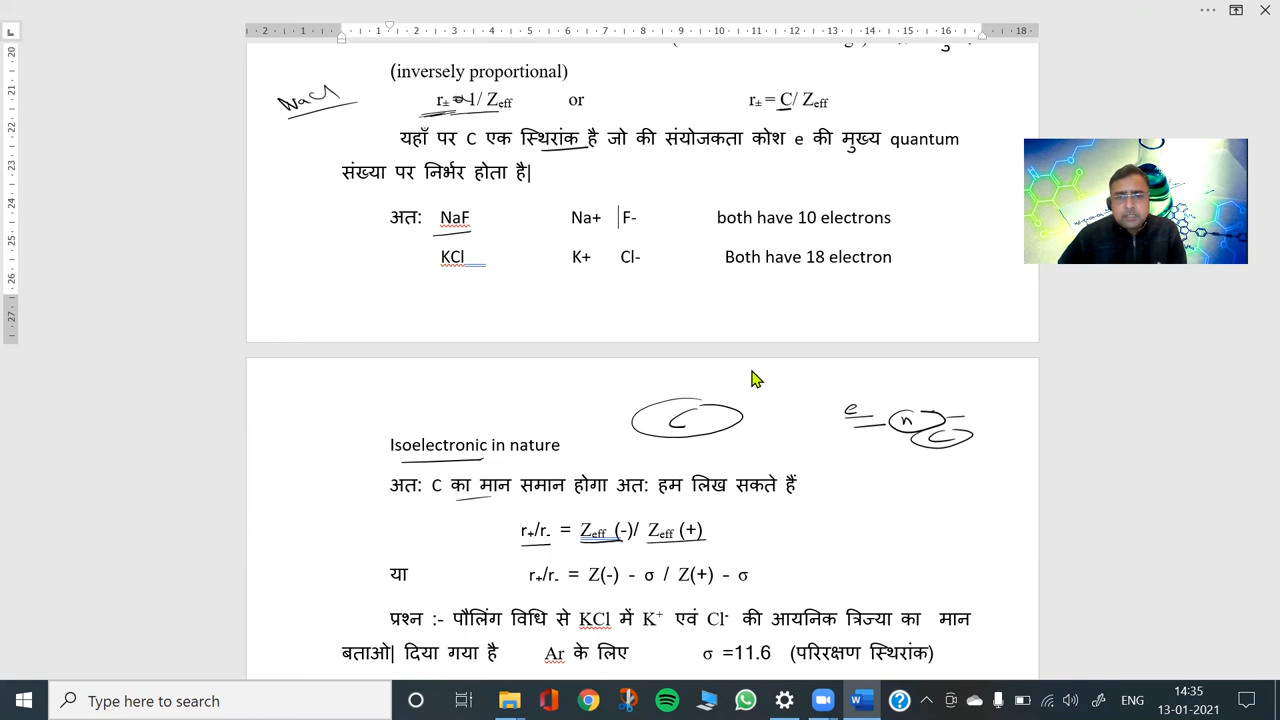 (inversely proportional)
NaCl
r± ∝ 1/ Zeff or r± = C/ Zeff
यहाँ पर C एक स्थिरांक है जो की संयोजकता कोश e की मुख्य quantum
संख्या पर निर्भर होता है|
अत: NaF Na+ F- both have 10 electrons
KCl K+ Cl- Both have 18 electron
C e n C
Isoelectronic in nature
अत: C का मान समान होगा अत: हम लिख सकते हैं
r+/r- = Zeff (-)/ Zeff (+)
या r+/r- = Z(-) - σ / Z(+) - σ
प्रश्न :- पौलिंग विधि से KCl में K+ एवं Cl- की आयनिक त्रिज्या का मान
बताओ| दिया गया है Ar के लिए σ =11.6 (परिरक्षण स्थिरांक)
Type here to search
ENG
14:35
13-01-2021